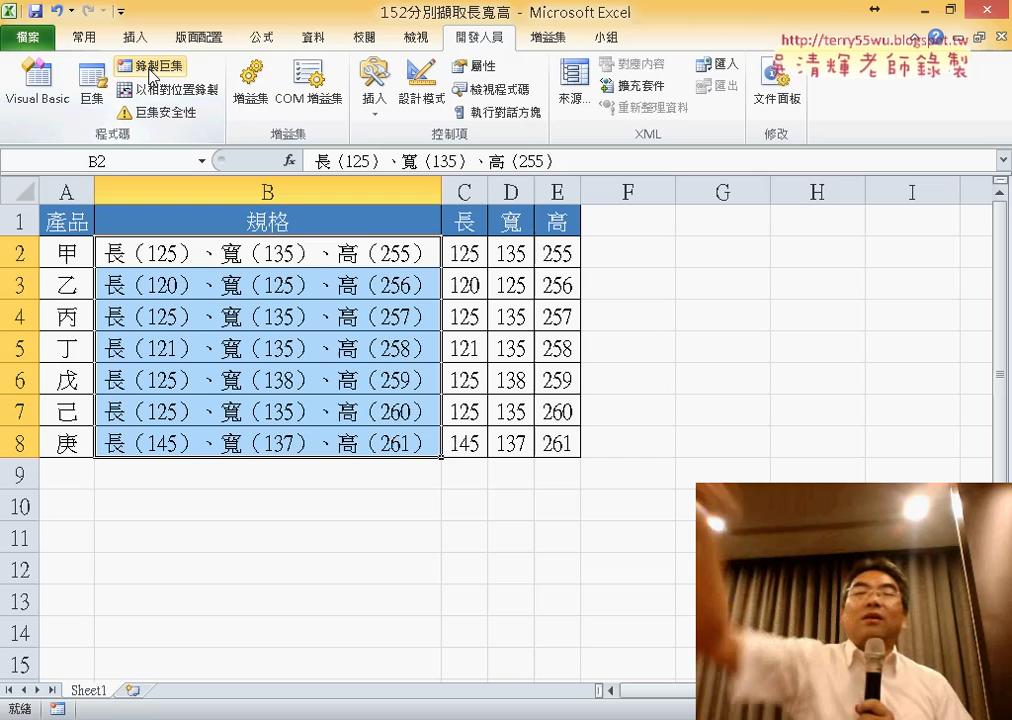 152分別擷取長寬高 - Microsoft Excel
檔案 常用 插入 版面配置 公式 資料 校閱 檢視 開發人員 增益集 小組
http://terry55wu.blogspot.tw
吳清輝老師錄製
Visual Basic 巨集 錄製巨集 以相對位置錄製 巨集安全性 程式碼
增益集 COM 增益集 增益集
插入 設計模式 屬性 檢視程式碼 執行對話方塊 控制項
來源... 對應內容 擴充套件 重新整理資料 匯入 匯出 XML
文件面板 修改
B2 fx 長（125）、寬（135）、高（255）
A B C D E F G H I
1 產品 規格 長 寬 高
2 甲 長（125）、寬（135）、高（255） 125 135 255
3 乙 長（120）、寬（125）、高（256） 120 125 256
4 丙 長（125）、寬（135）、高（257） 125 135 257
5 丁 長（121）、寬（135）、高（258） 121 135 258
6 戊 長（125）、寬（138）、高（259） 125 138 259
7 己 長（125）、寬（135）、高（260） 125 135 260
8 庚 長（145）、寬（137）、高（261） 145 137 261
9
10
11
12
13
14
15
Sheet1
就緒